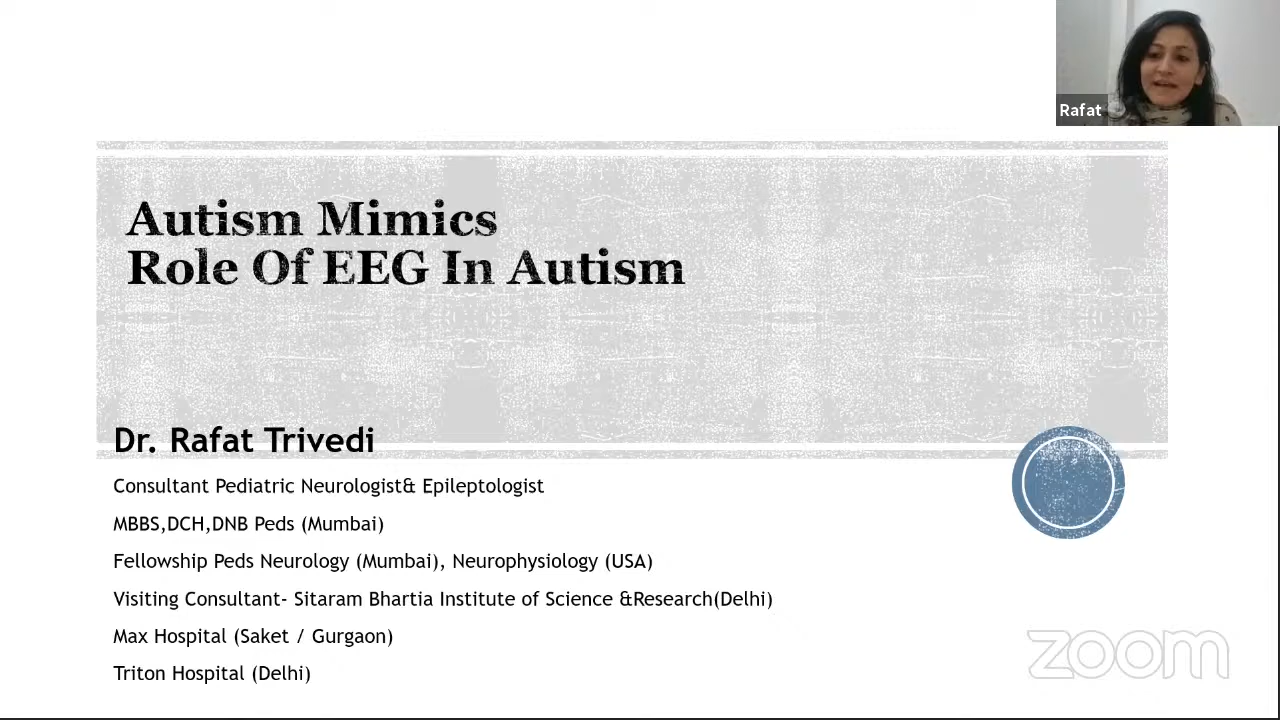 Rafat
Autism Mimics
Role Of EEG In Autism
Dr. Rafat Trivedi
Consultant Pediatric Neurologist& Epileptologist
MBBS,DCH,DNB Peds (Mumbai)
Fellowship Peds Neurology (Mumbai), Neurophysiology (USA)
Visiting Consultant- Sitaram Bhartia Institute of Science &Research(Delhi)
Max Hospital (Saket / Gurgaon)
Triton Hospital (Delhi)
zoom